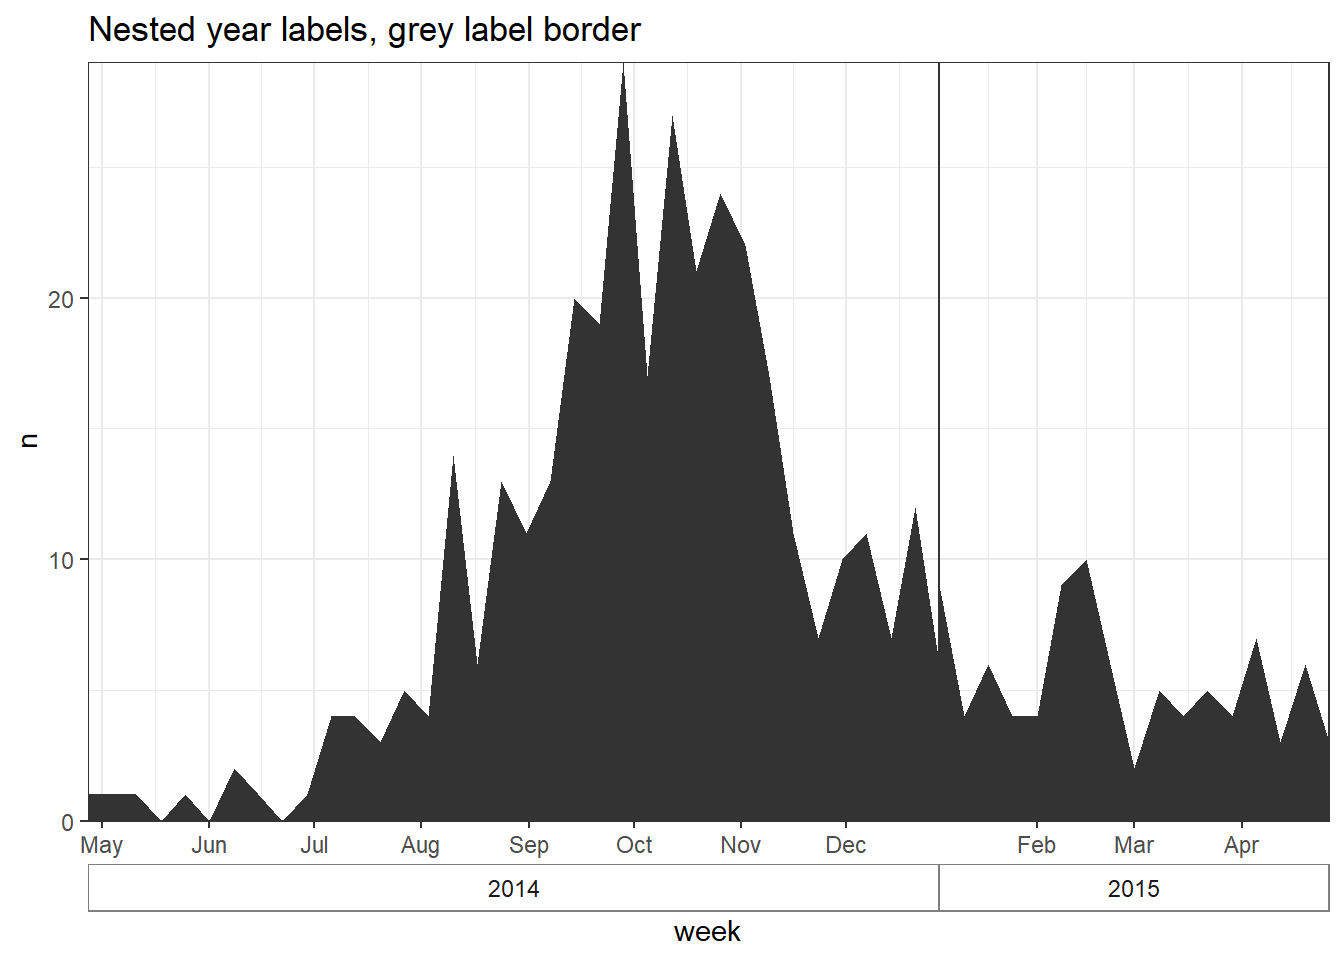 Nested year labels, grey label border
n
20
10
0
May Jun Jul Aug Sep Oct Nov Dec Feb Mar Apr
2014 2015
week